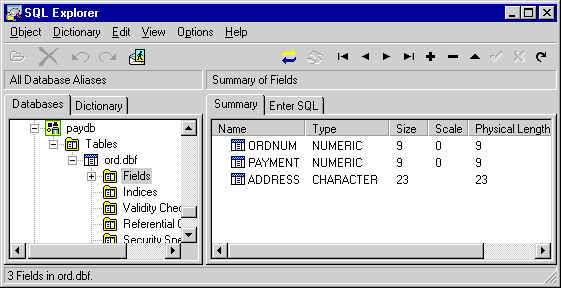 SQL Explorer
Object Dictionary Edit View Options Help
All Database Aliases
Summary of Fields
Databases Dictionary
Summary Enter SQL
paydb
Tables
ord.dbf
Fields
Indices
Validity Chec
Referential C
Security Spe
Name Type Size Scale Physical Length
ORDNUM NUMERIC 9 0 9
PAYMENT NUMERIC 9 0 9
ADDRESS CHARACTER 23 23
3 Fields in ord.dbf.